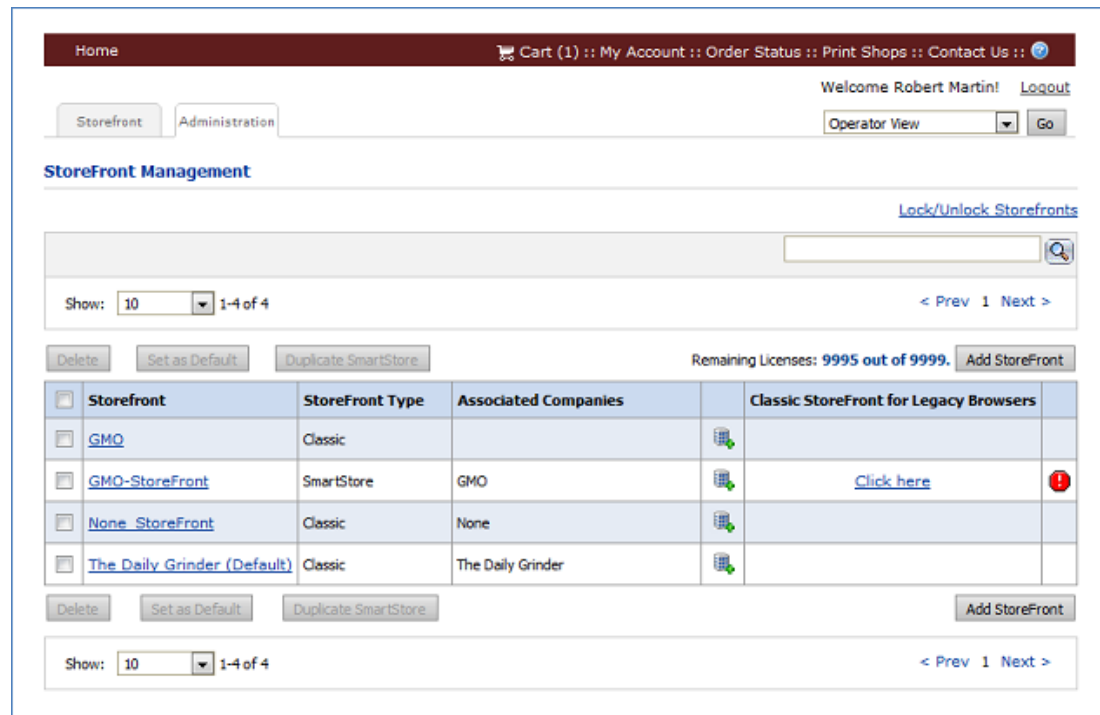 Home Cart (1) :: My Account :: Order Status :: Print Shops :: Contact Us :: ?
Welcome Robert Martin! Logout
Storefront Administration Operator View Go
StoreFront Management
Lock/Unlock Storefronts
Show: 10 1-4 of 4 < Prev 1 Next >
Delete Set as Default Duplicate SmartStore Remaining Licenses: 9995 out of 9999. Add StoreFront
Storefront StoreFront Type Associated Companies Classic StoreFront for Legacy Browsers
GMO Classic
GMO-StoreFront SmartStore GMO Click here !
None_StoreFront Classic None
The Daily Grinder (Default) Classic The Daily Grinder
Delete Set as Default Duplicate SmartStore Add StoreFront
Show: 10 1-4 of 4 < Prev 1 Next >